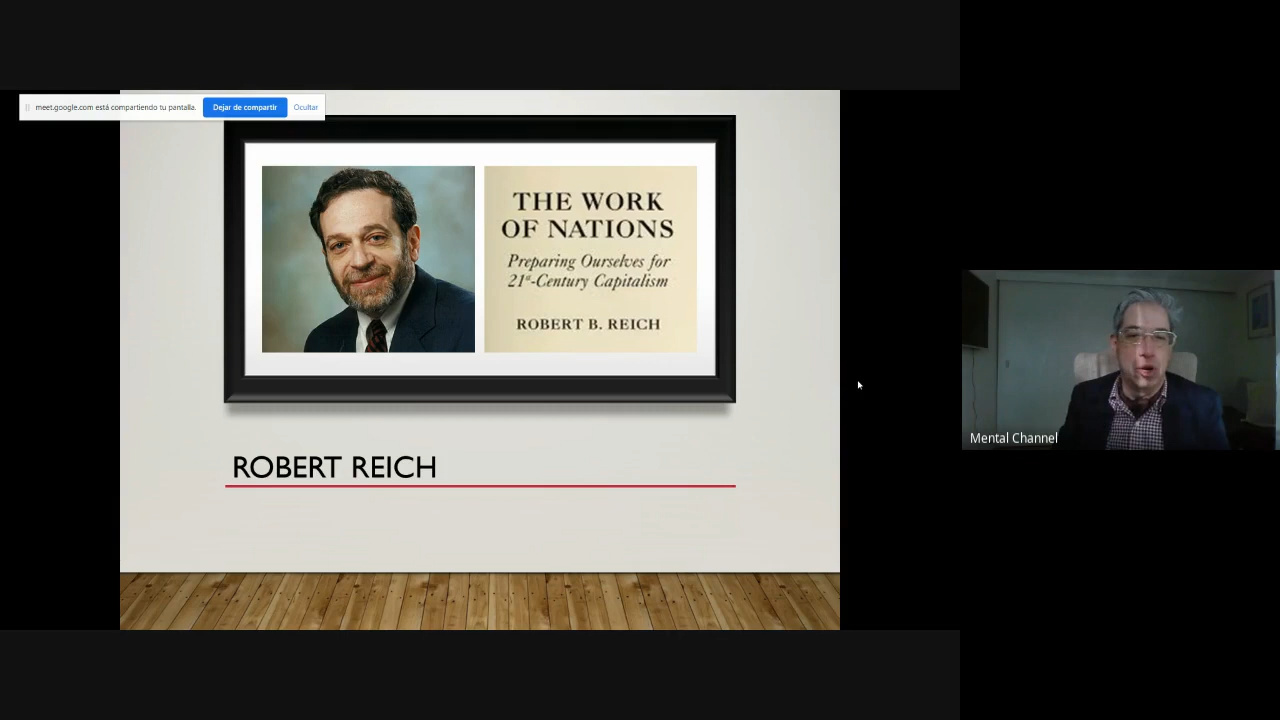 meet.google.com está compartiendo tu pantalla.
Dejar de compartir
Ocultar
THE WORK
OF NATIONS
Preparing Ourselves for
21st-Century Capitalism
ROBERT B. REICH
ROBERT REICH
Mental Channel